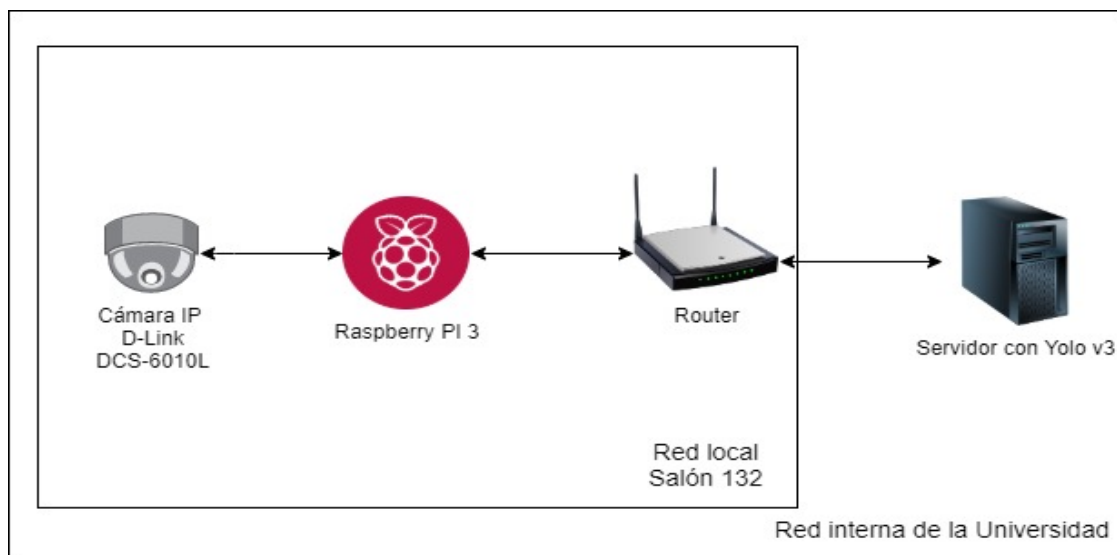 Cámara IP
D-Link
DCS-6010L
Raspberry PI 3
Router
Servidor con Yolo v3
Red local
Salón 132
Red interna de la Universidad